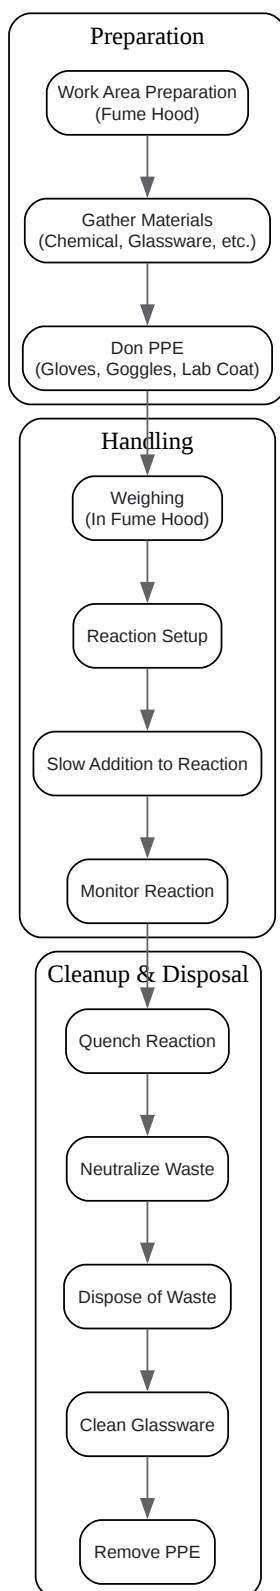 Preparation
Work Area Preparation
(Fume Hood)
Gather Materials
(Chemical, Glassware, etc.)
Don PPE
(Gloves, Goggles, Lab Coat)
Handling
Weighing
(In Fume Hood)
Reaction Setup
Slow Addition to Reaction
Monitor Reaction
Cleanup & Disposal
Quench Reaction
Neutralize Waste
Dispose of Waste
Clean Glassware
Remove PPE